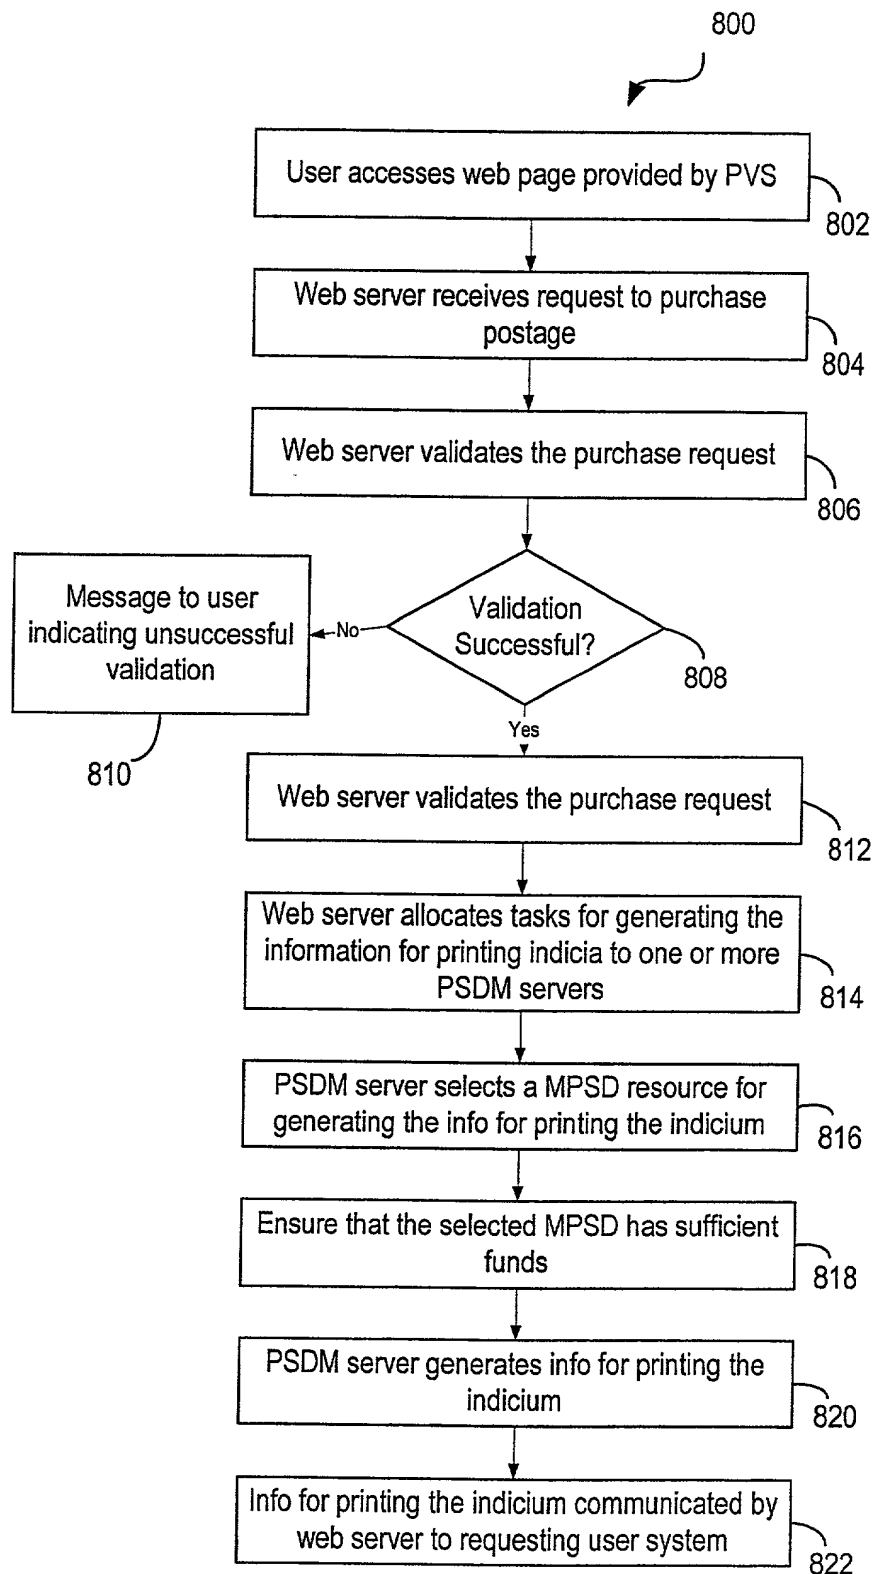 800
User accesses web page provided by PVS
802
Web server receives request to purchase
postage
804
Web server validates the purchase request
806
Validation
Successful?
808
No
Message to user
indicating unsuccessful
validation
810
Yes
Web server validates the purchase request
812
Web server allocates tasks for generating the
information for printing indicia to one or more
PSDM servers
814
PSDM server selects a MPSD resource for
generating the info for printing the indicium
816
Ensure that the selected MPSD has sufficient
funds
818
PSDM server generates info for printing the
indicium
820
Info for printing the indicium communicated by
web server to requesting user system
822